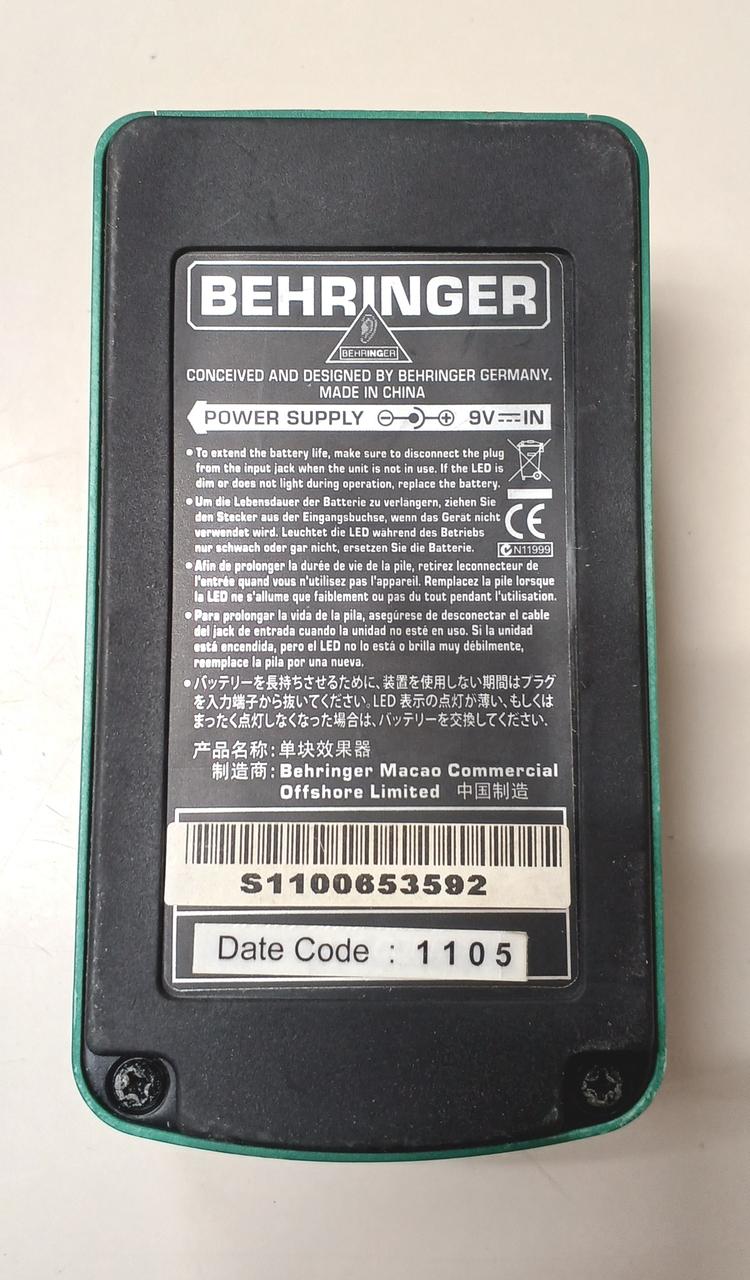 BEHRINGER
BEHRINGER
CONCEIVED AND DESIGNED BY BEHRINGER GERMANY.
MADE IN CHINA
POWER SUPPLY 9V IN
• To extend the battery life, make sure to disconnect the plug
from the input jack when the unit is not in use. If the LED is
dim or does not light during operation, replace the battery.
• Um die Lebensdauer der Batterie zu verlängern, ziehen Sie
den Stecker aus der Eingangsbuchse, wenn das Gerät nicht
verwendet wird. Leuchtet die LED während des Betriebs
nur schwach oder gar nicht, ersetzen Sie die Batterie.
CE
N11999
• Afin de prolonger la durée de vie de la pile, retirez leconnecteur de
l'entrée quand vous n'utilizez pas l'appareil. Remplacez la pile lorsque
la LED ne s'allume que faiblement ou pas du tout pendant l'utilisation.
• Para prolongar la vida de la pila, asegúrese de desconectar el cable
del jack de entrada cuando la unidad no esté en uso. Si la unidad
está encendida, pero el LED no lo está o brilla muy débilmente,
reemplace la pila por una nueva.
• バッテリーを長持ちさせるために、装置を使用しない期間はプラグ
を入力端子から抜いてください。LED 表示の点灯が薄い、もしくは
まったく点灯しなくなった場合は、バッテリーを交換してください.
产品名称: 单块效果器
制造商: Behringer Macao Commercial
Offshore Limited 中国制造
S1100653592
Date Code : 1105